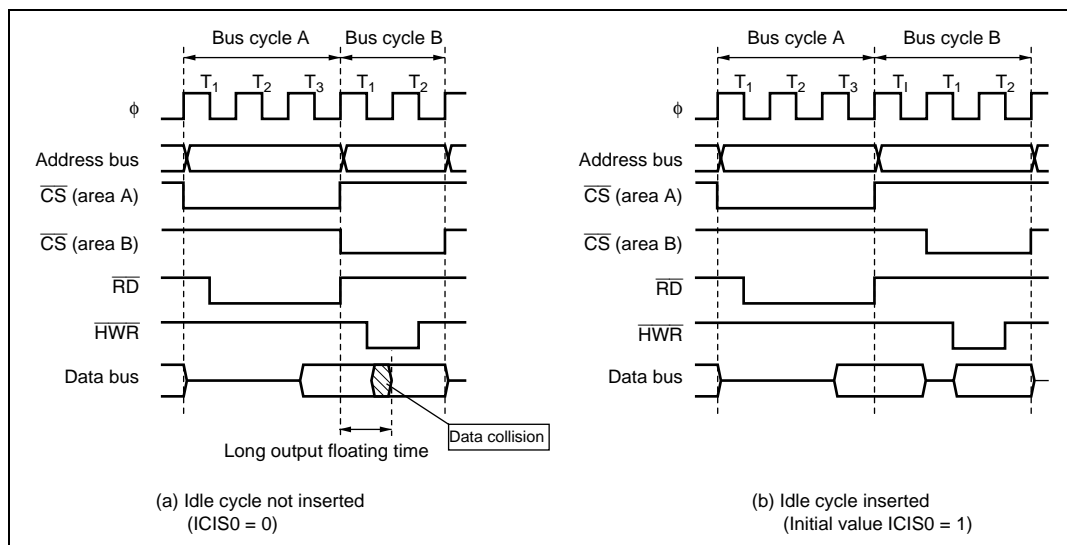 Bus cycle A Bus cycle B
T1 T2 T3 T1 T2
φ
Address bus
CS (area A)
CS (area B)
RD
HWR
Data bus
Data collision
Long output floating time
(a) Idle cycle not inserted
(ICIS0 = 0)
Bus cycle A Bus cycle B
T1 T2 T3 TI T1 T2
φ
Address bus
CS (area A)
CS (area B)
RD
HWR
Data bus
(b) Idle cycle inserted
(Initial value ICIS0 = 1)